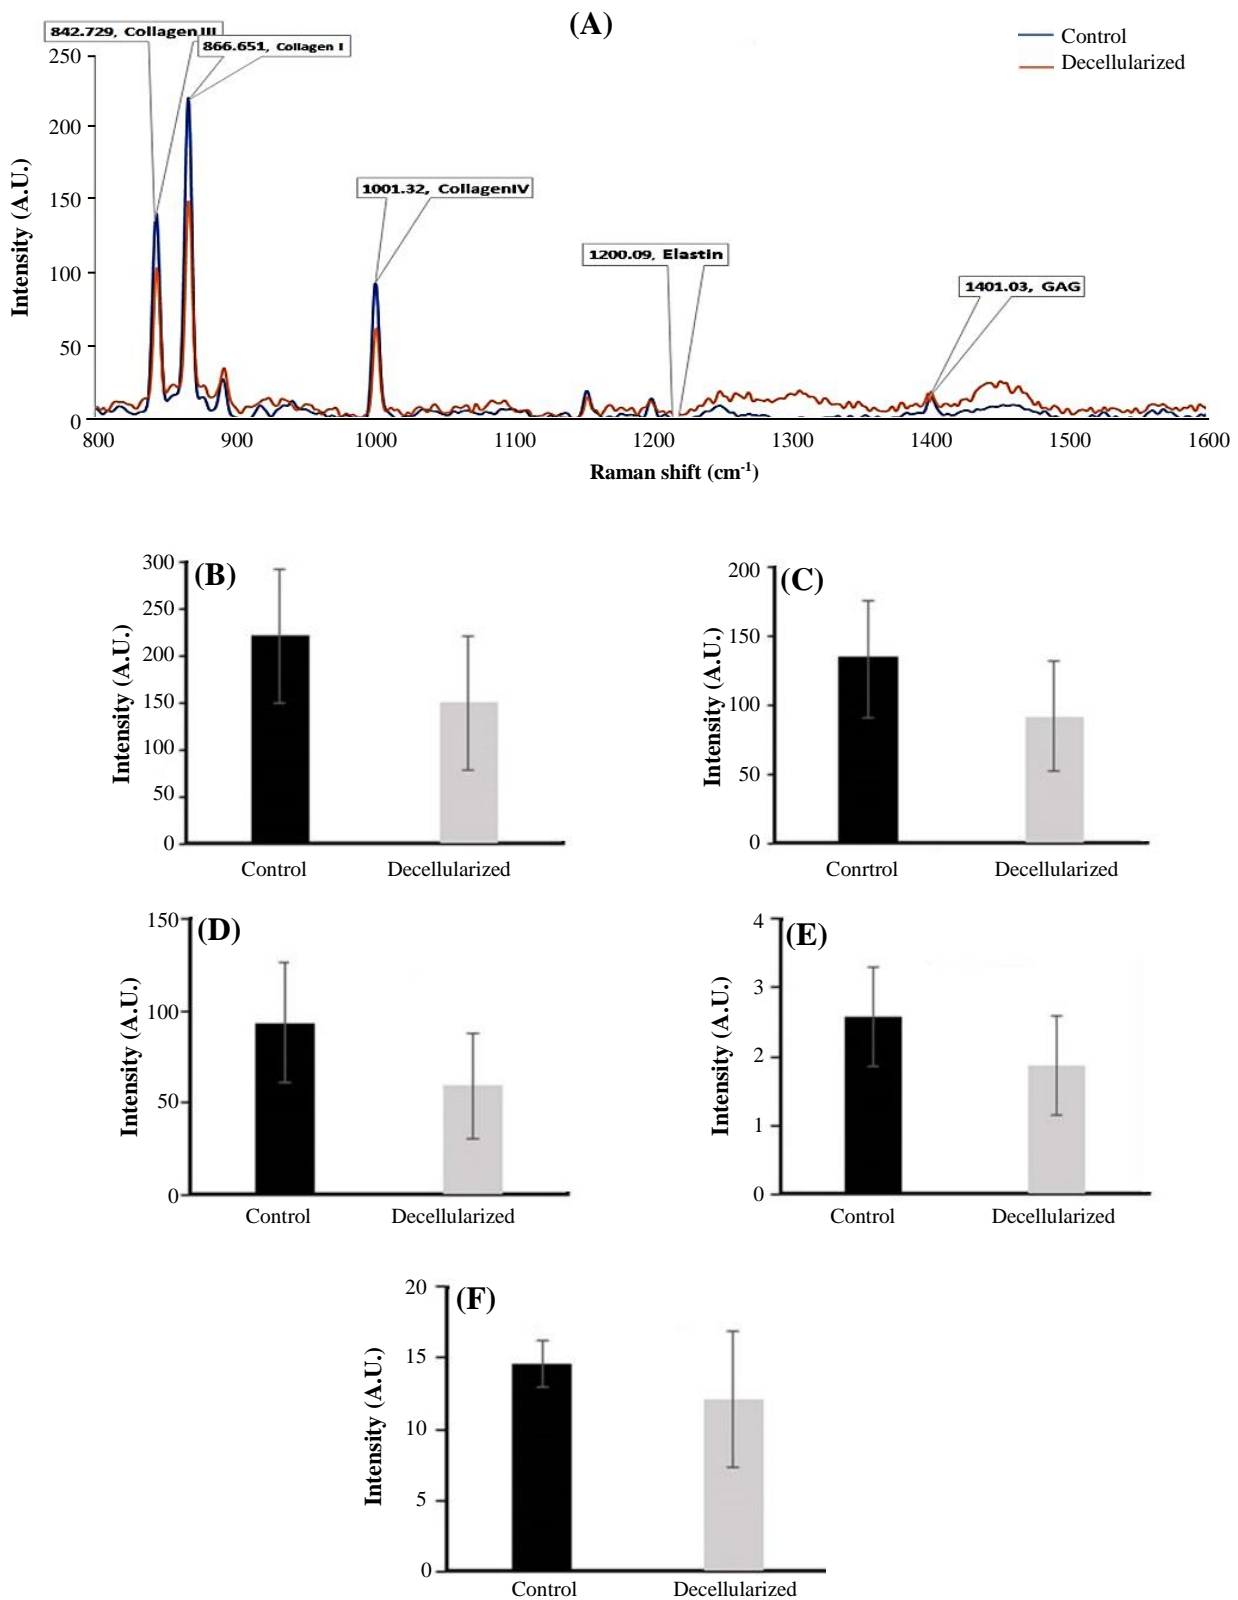 (A)
842.729, Collagen III
866.651, Collagen I
Control
Decellularized
250
200
150
100
50
0
Intensity (A.U.)
1001.32, CollagenIV
1200.09, Elastin
1401.03, GAG
800 900 1000 1100 1200 1300 1400 1500 1600
Raman shift (cm-1)
(B)
300
250
200
150
100
50
0
Intensity (A.U.)
Control Decellularized
(C)
200
150
100
50
0
Intensity (A.U.)
Conrtrol Decellularized
(D)
150
100
50
0
Intensity (A.U.)
Control Decellularized
(E)
4
3
2
1
0
Intensity (A.U.)
Control Decellularized
(F)
20
15
10
5
0
Intensity (A.U.)
Control Decellularized